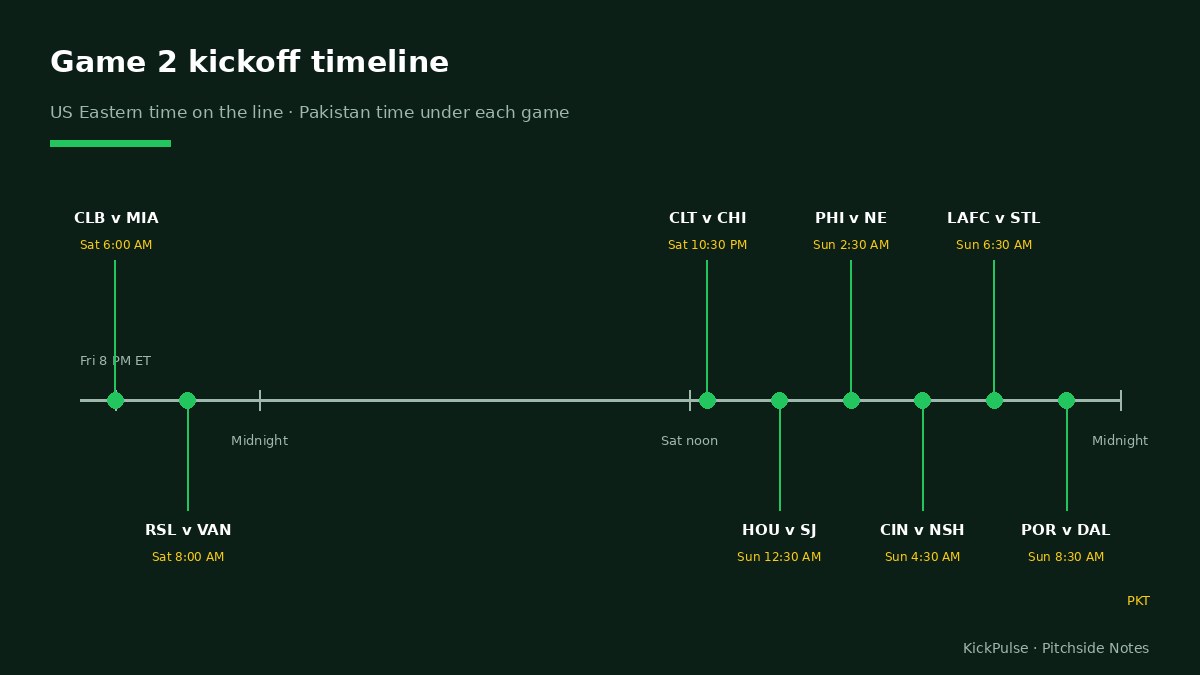 Game 2 kickoff timeline
US Eastern time on the line · Pakistan time under each game
CLB v MIA
Sat 6:00 AM
CLT v CHI
Sat 10:30 PM
PHI v NE
Sun 2:30 AM
LAFC v STL
Sun 6:30 AM
Fri 8 PM ET
Midnight
Sat noon
Midnight
RSL v VAN
Sat 8:00 AM
HOU v SJ
Sun 12:30 AM
CIN v NSH
Sun 4:30 AM
POR v DAL
Sun 8:30 AM
PKT
KickPulse · Pitchside Notes